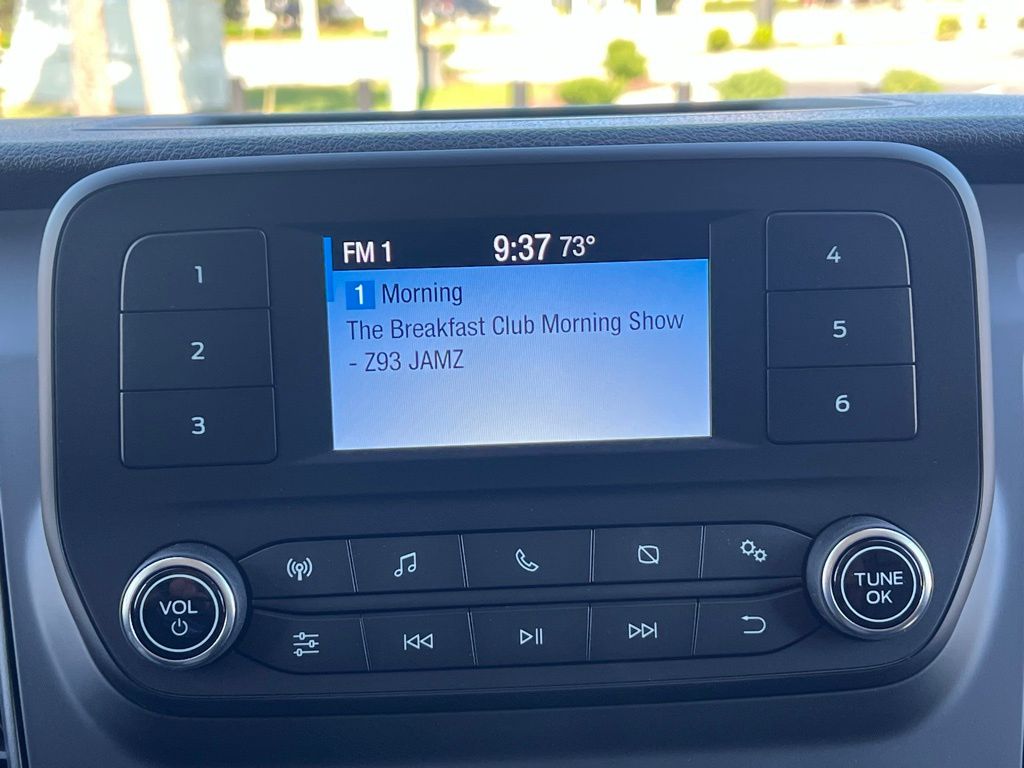 FM 1 9:37 73°
1 Morning
The Breakfast Club Morning Show
- Z93 JAMZ
1
2
3
4
5
6
VOL
TUNE
OK